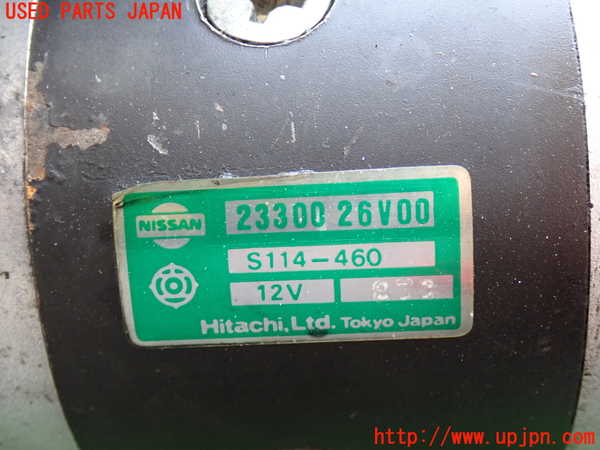 USED PARTS JAPAN
NISSAN
23300 26V00
S114-460
12V
Hitachi, Ltd. Tokyo Japan
http://www.upjpn.com/